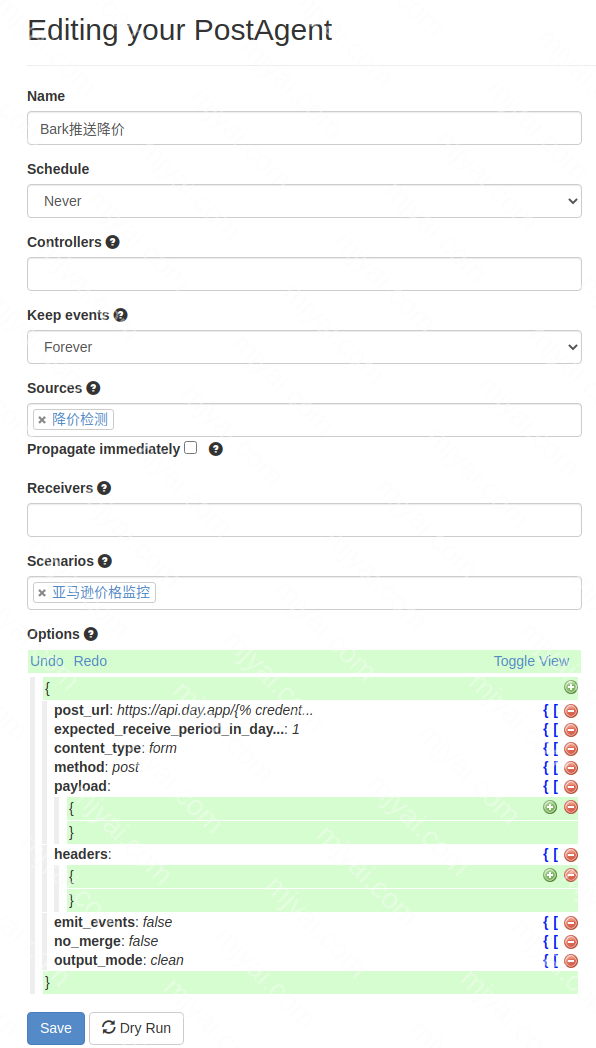 Editing your PostAgent
Name
Bark推送降价
Schedule
Never
Controllers
Keep events
Forever
Sources
× 降价检测
Propagate immediately
Receivers
Scenarios
× 亚马逊价格监控
Options
Undo Redo Toggle View
{
post_url: https://api.day.app/{% credent... { [
expected_receive_period_in_day...: 1 { [
content_type: form { [
method: post { [
payload: { [
{
}
headers: { [
{
}
emit_events: false { [
no_merge: false { [
output_mode: clean { [
}
Save Dry Run